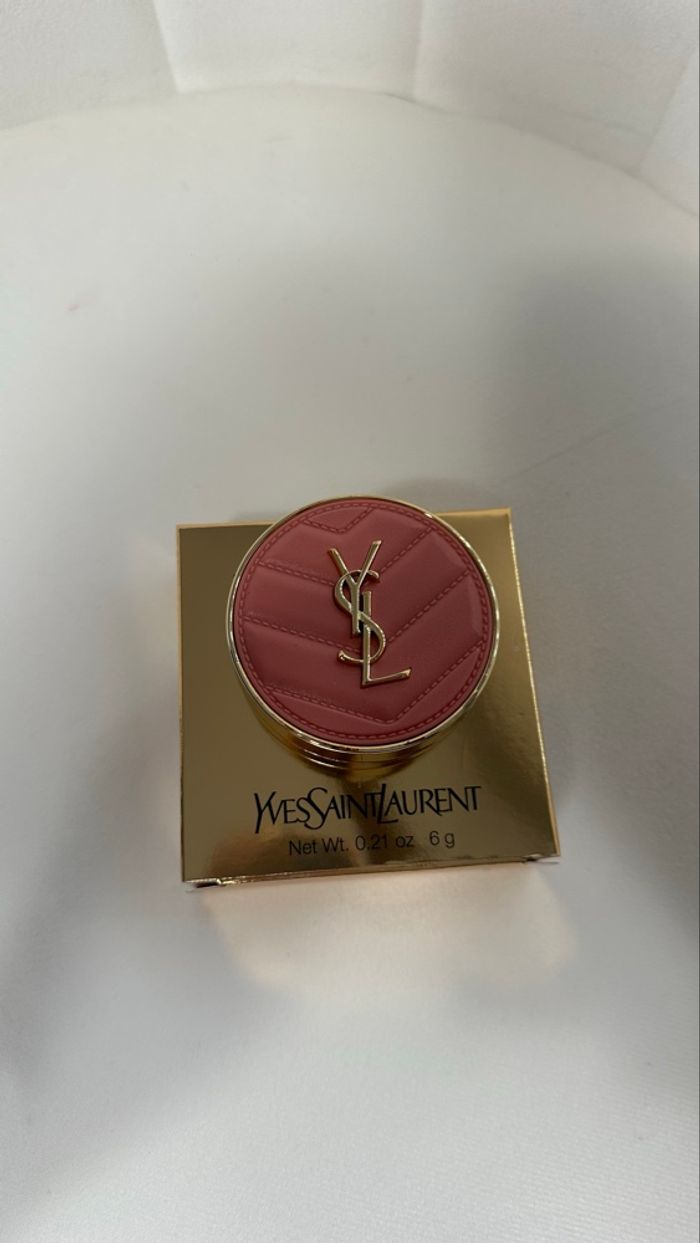 YSL
YVESSAINTLAURENT
Net Wt. 0.21 oz 6 g